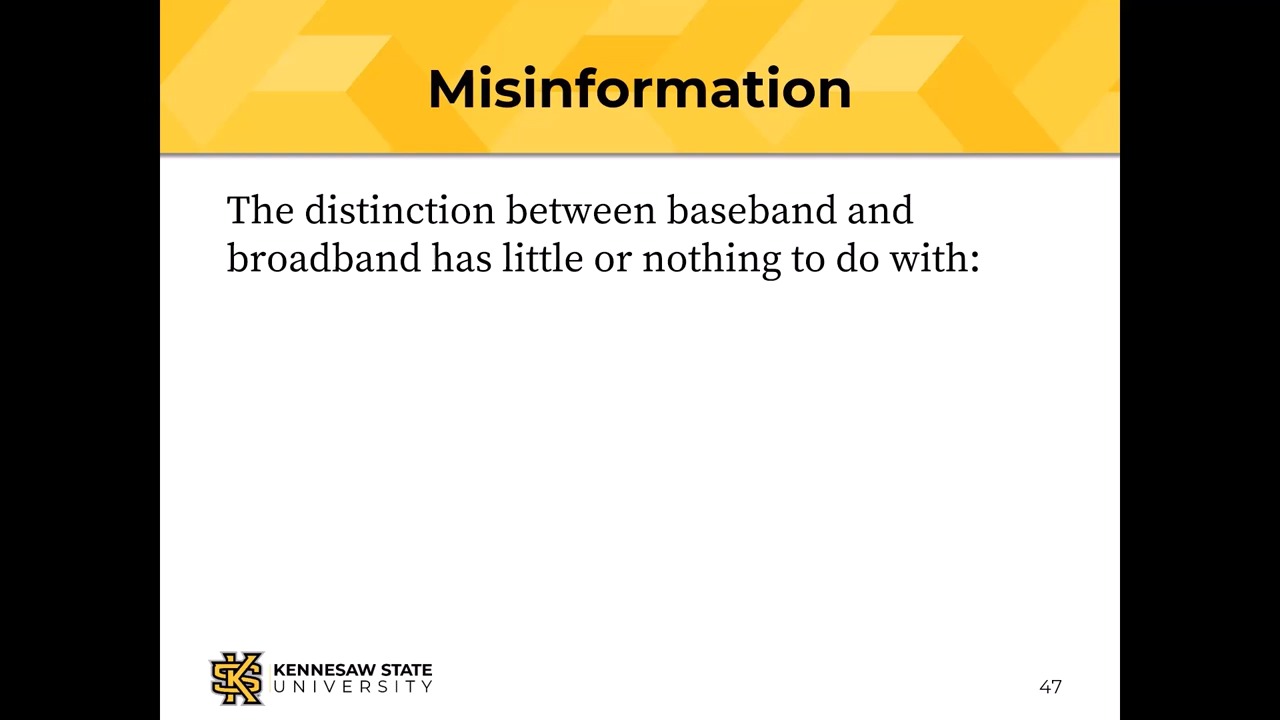 Misinformation
The distinction between baseband and
broadband has little or nothing to do with:
KENNESAW STATE
UNIVERSITY
47